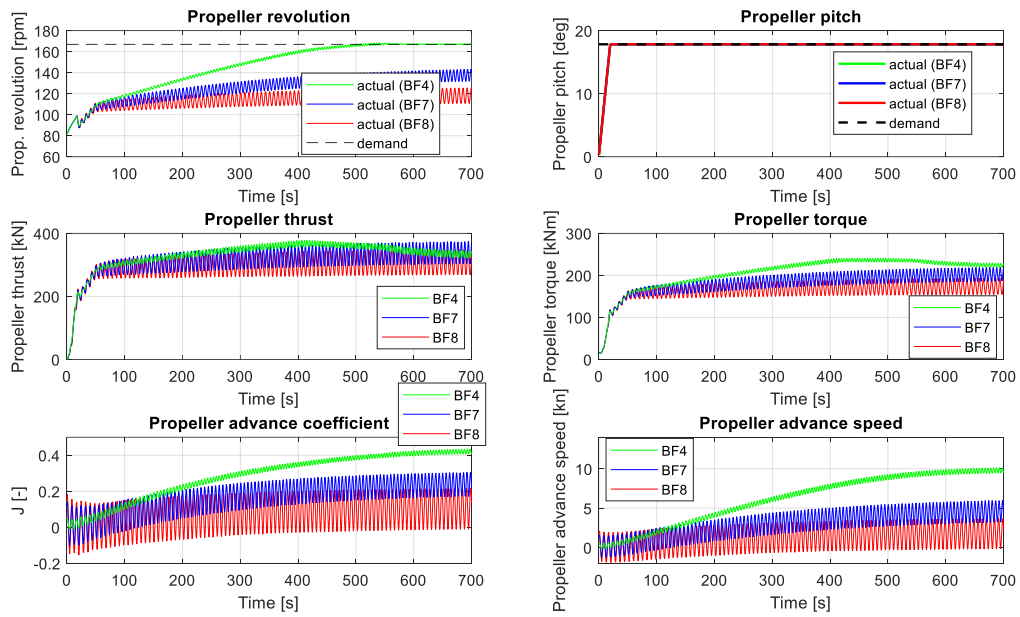 Propeller revolution
Prop. revolution [rpm]
180
160
140
120
100
80
60
actual (BF4)
actual (BF7)
actual (BF8)
demand
0 100 200 300 400 500 600 700
Time [s]
Propeller pitch
Propeller pitch [deg]
20
10
0
actual (BF4)
actual (BF7)
actual (BF8)
demand
0 100 200 300 400 500 600 700
Time [s]
Propeller thrust
Propeller thrust [kN]
400
200
0
BF4
BF7
BF8
0 100 200 300 400 500 600 700
Time [s]
Propeller torque
Propeller torque [kNm]
300
200
100
0
BF4
BF7
BF8
0 100 200 300 400 500 600 700
Time [s]
Propeller advance coefficient
J [-]
0.4
0.2
0
-0.2
BF4
BF7
BF8
0 100 200 300 400 500 600 700
Time [s]
Propeller advance speed
Propeller advance speed [kn]
10
5
0
BF4
BF7
BF8
0 100 200 300 400 500 600 700
Time [s]